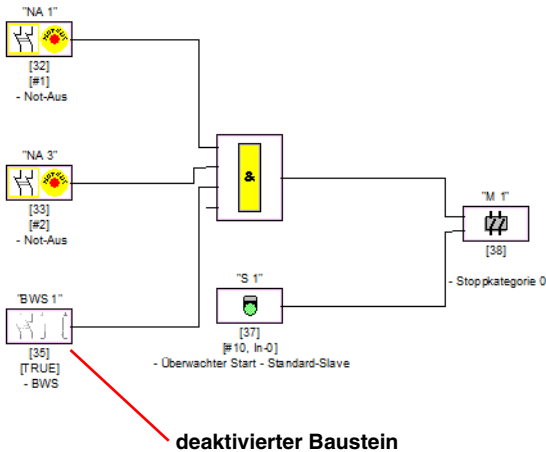 "NA 1"
[32]
[#1]
- Not-Aus
"NA 3"
[33]
[#2]
- Not-Aus
&
"M 1"
[38]
- Stoppkategorie 0
"BWS 1"
[35]
[TRUE]
- BWS
"S 1"
[37]
[#10, In-0]
- Überwachter Start - Standard-Slave
deaktivierter Baustein